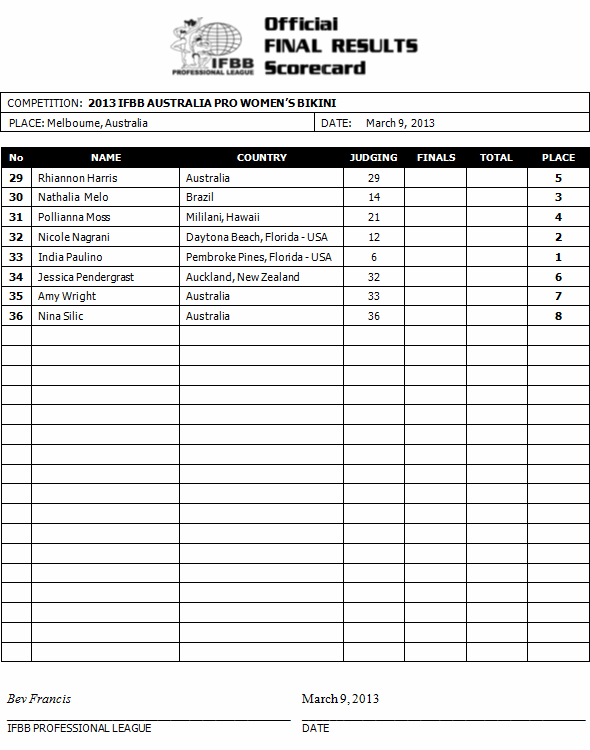 Official
FINAL RESULTS
Scorecard
IFBB
PROFESSIONAL LEAGUE
COMPETITION: 2013 IFBB AUSTRALIA PRO WOMEN'S BIKINI
PLACE: Melboume, Australia DATE: March 9, 2013
No NAME COUNTRY JUDGING FINALS TOTAL PLACE
29 Rhiannon Harris Australia 29 5
30 Nathalia Melo Brazil 14 3
31 Pollianna Moss Mililani, Hawaii 21 4
32 Nicole Nagrani Daytona Beach, Florida - USA 12 2
33 India Paulino Pembroke Pines, Florida - USA 6 1
34 Jessica Pendergrast Auckland, New Zealand 32 6
35 Amy Wright Australia 33 7
36 Nina Silic Australia 36 8
Bev Francis March 9, 2013
IFBB PROFESSIONAL LEAGUE DATE